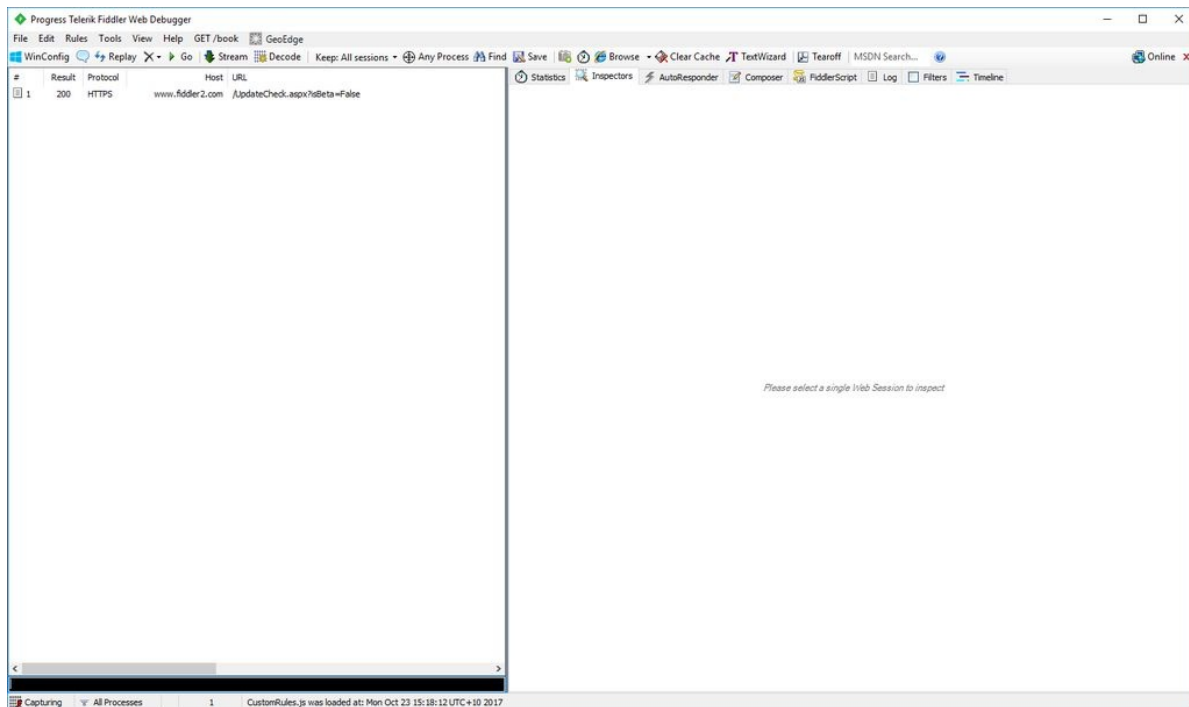 Progress Telerik Fiddler Web Debugger
File Edit Rules Tools View Help GET /book GeoEdge
WinConfig Replay Go Stream Decode Keep: All sessions Any Process Find Save Browse Clear Cache TextWizard Tearoff MSDN Search... Online
# Result Protocol Host URL
1 200 HTTPS www.fiddler2.com /UpdateCheck.aspx?isBeta=False
Statistics Inspectors AutoResponder Composer FiddlerScript Log Filters Timeline
Please select a single Web Session to inspect
Capturing All Processes 1 CustomRules.js was loaded at: Mon Oct 23 15:18:12 UTC+10 2017